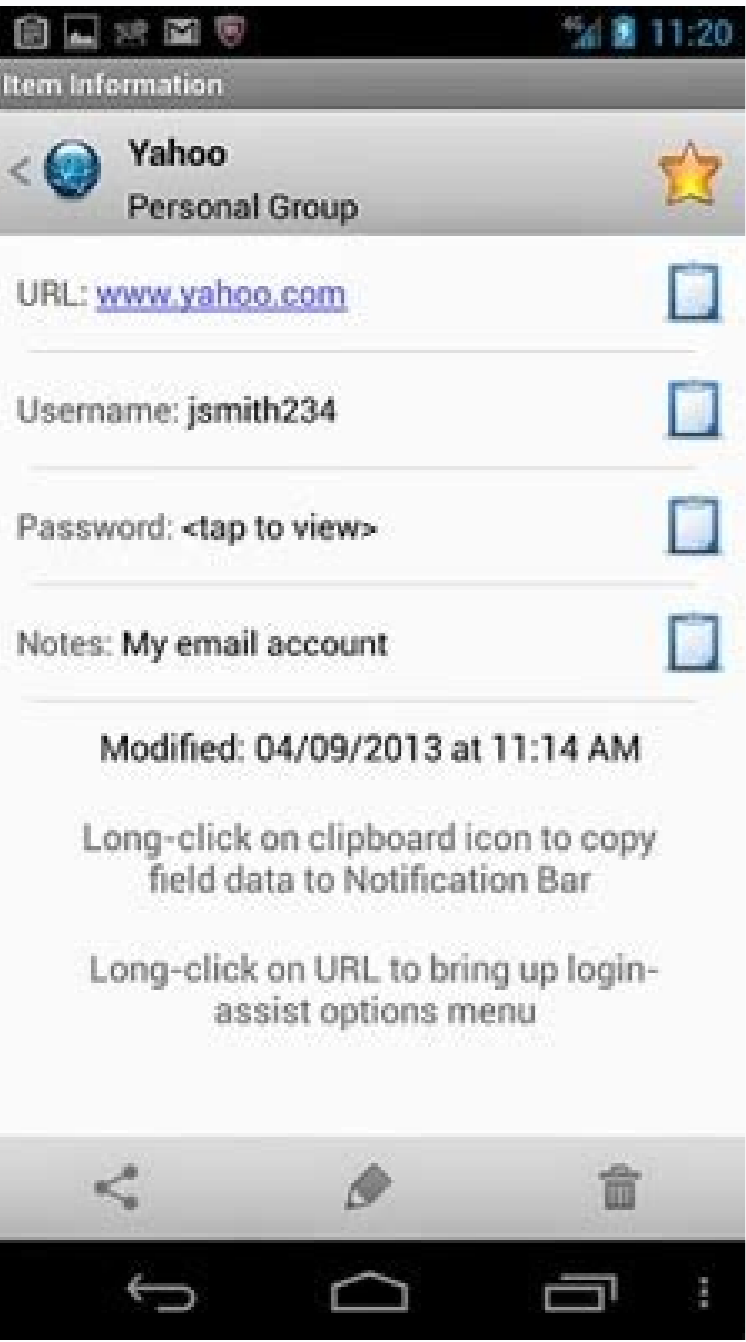 4G 11:20
Item Information
Yahoo
Personal Group
URL: www.yahoo.com
Username: jsmith234
Password: <tap to view>
Notes: My email account
Modified: 04/09/2013 at 11:14 AM
Long-click on clipboard icon to copy
field data to Notification Bar
Long-click on URL to bring up login-
assist options menu